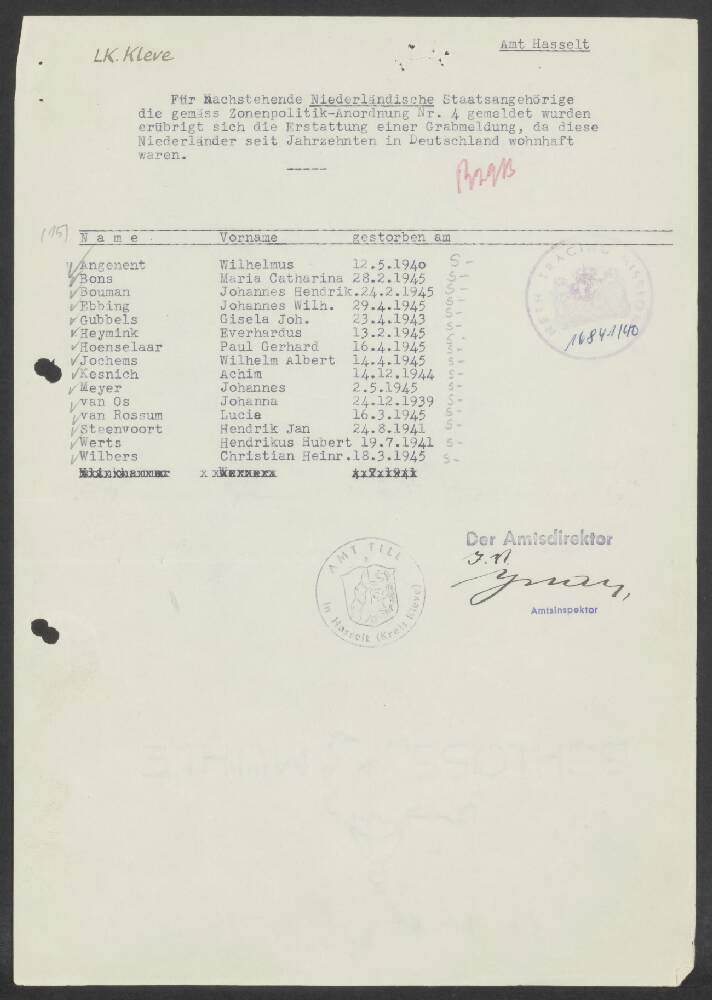 LK. Kleve
Amt Hasselt
Für Nachstehende Niederländische Staatsangehörige
die gemäss Zonenpolitik-Anordnung Nr. 4 gemeldet wurden
erübrigt sich die Erstattung einer Grabmeldung, da diese
Niederländer seit Jahrzehnten in Deutschland wohnhaft
waren.
-----
(15) N a m e Vorname gestorben am
Angenent Wilhelmus 12.5.1940 S-
Bons Maria Catharina 28.2.1945 S-
Bouman Johannes Hendrik.24.2.1945 S-
Ebbing Johannes Wilh. 29.4.1945 S-
Gubbels Gisela Joh. 23.4.1943 S-
Heymink Everhardus 13.2.1945 S-
Hoenselaar Paul Gerhard 16.4.1945 S-
Jochems Wilhelm Albert 14.4.1945 S-
Kesnich Achim 14.12.1944 S-
Meyer Johannes 2.5.1945 S-
van Os Johanna 24.12.1939 S-
van Rossum Lucie 16.3.1945 S-
Steenvoort Hendrik Jan 24.8.1941 S-
Werts Hendrikus Hubert 19.7.1941 S-
Wilbers Christian Heinr.18.3.1945 S-
NETH TRACING MISSION
16841/40
Der Amtsdirektor
J.V.
Amtsinspektor
AMT TILL
in Hasselt (Kreis Kleve)